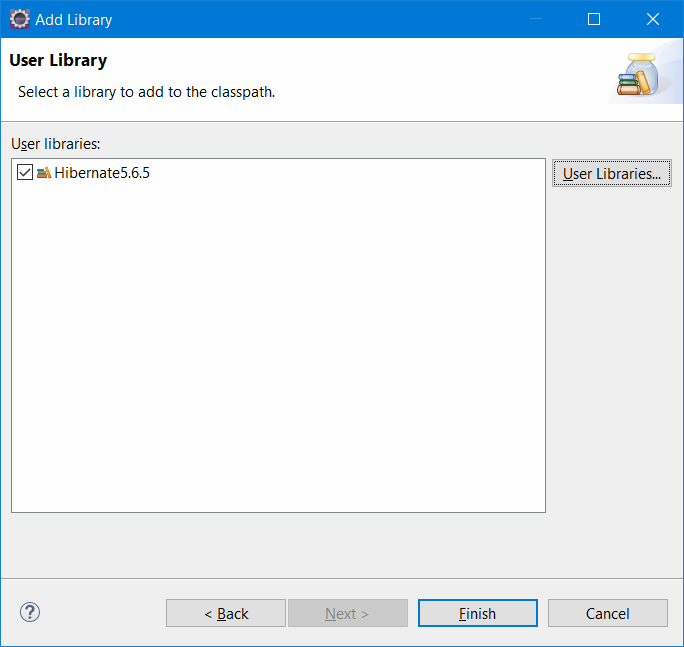 Add Library
User Library
Select a library to add to the classpath.
User libraries:
Hibernate5.6.5
User Libraries...
?
< Back
Next >
Finish
Cancel